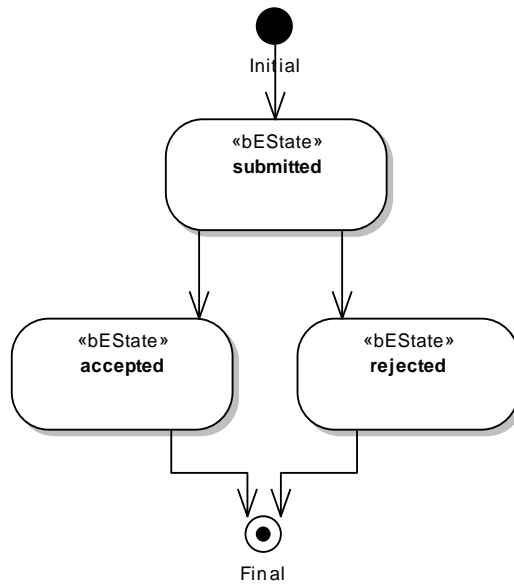 Initial
«bEState»
submitted
«bEState»
accepted
«bEState»
rejected
Final